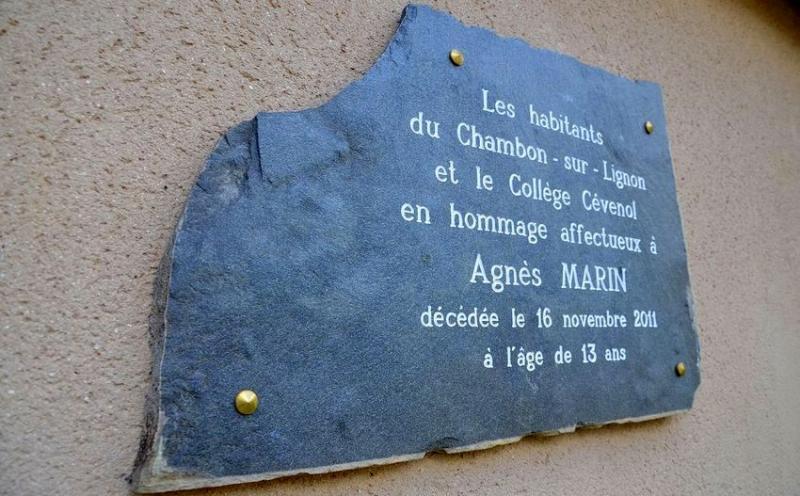 Les habitants
du Chambon - sur - Lignon
et le Collège Cévenol
en hommage affectueux à
Agnès MARIN
décédée le 16 novembre 2011
à l'âge de 13 ans